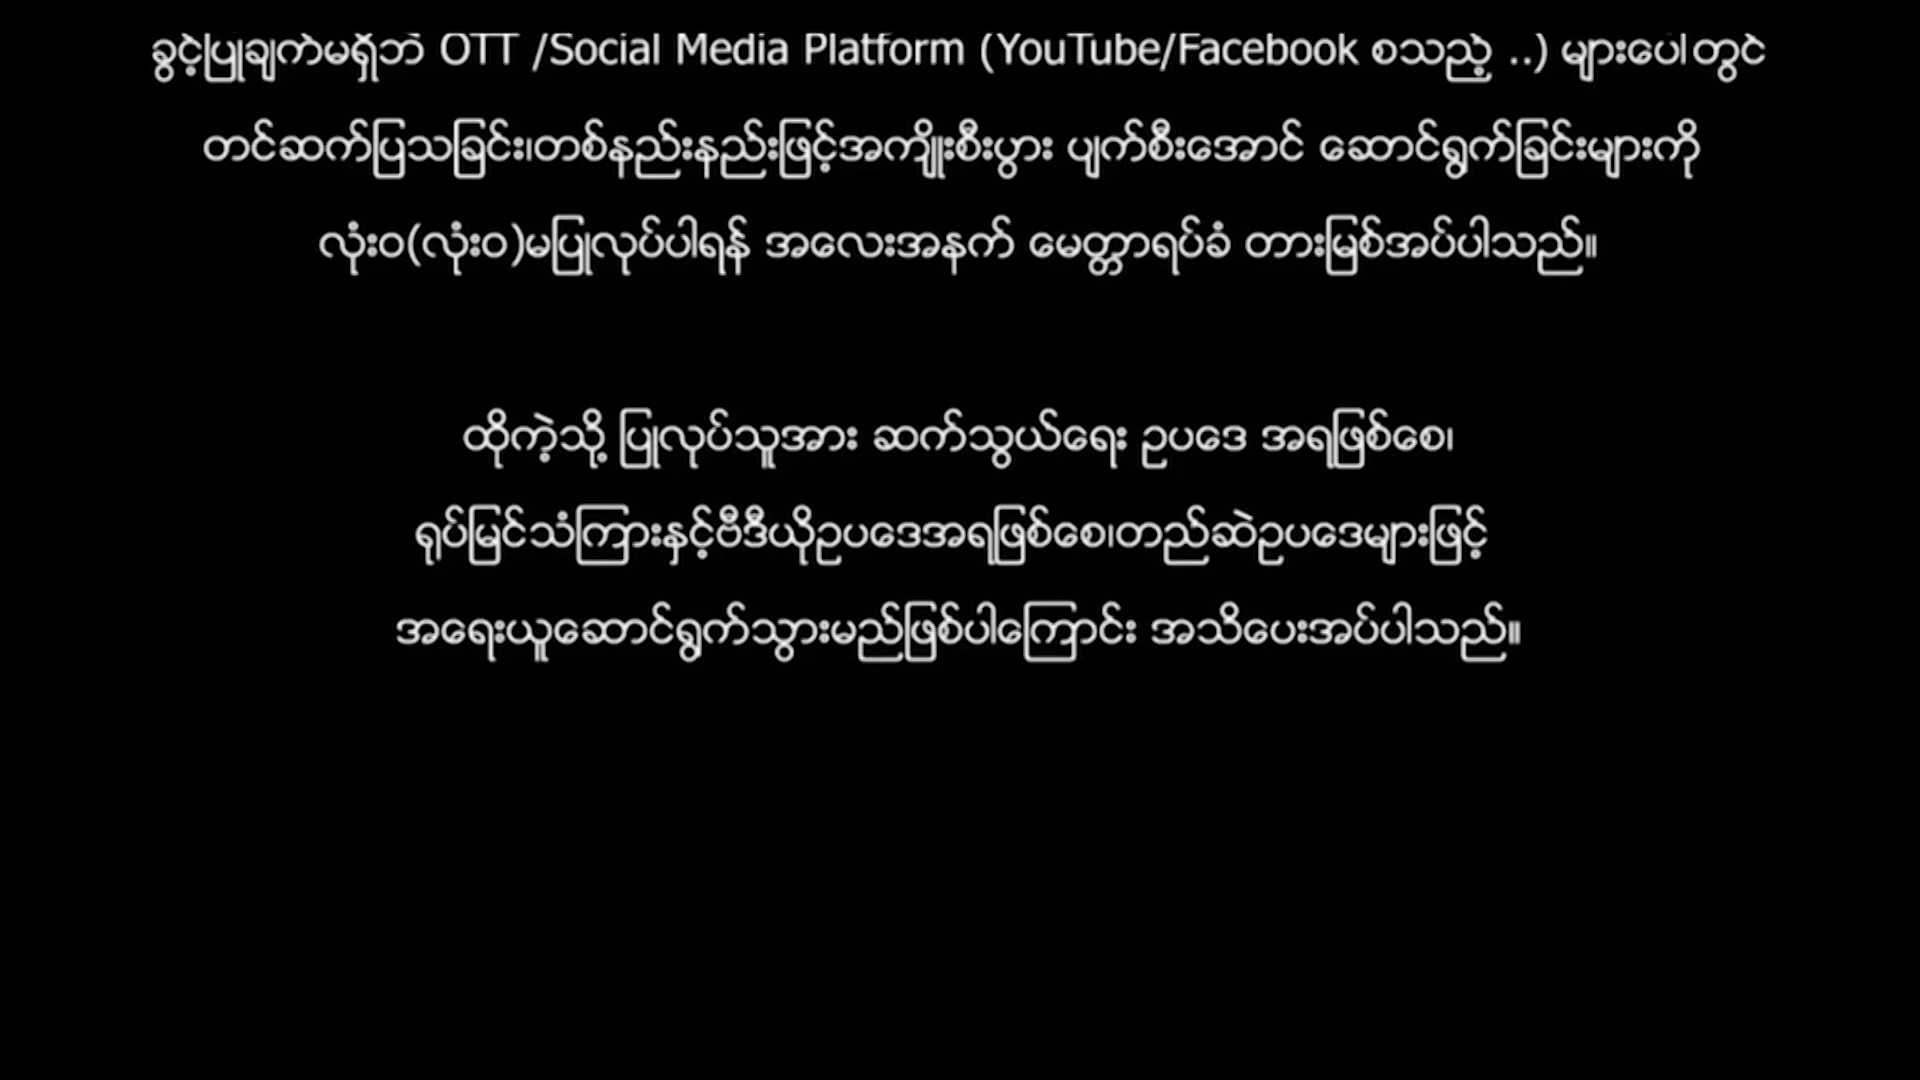 ခွင့်ပြုချက်မရှိဘဲ OTT /Social Media Platform (YouTube/Facebook စသည့် ..) များပေါ်တွင်
တင်ဆက်ပြသခြင်း၊တစ်နည်းနည်းဖြင့်အကျိုးစီးပွား ပျက်စီးအောင် ဆောင်ရွက်ခြင်းများကို
လုံးဝ(လုံးဝ)မပြုလုပ်ပါရန် အလေးအနက် မေတ္တာရပ်ခံ တားမြစ်အပ်ပါသည်။
ထိုကဲ့သို့ ပြုလုပ်သူအား ဆက်သွယ်ရေး ဥပဒေ အရဖြစ်စေ၊
ရုပ်မြင်သံကြားနှင့်ဗီဒီယိုဥပဒေအရဖြစ်စေ၊တည်ဆဲဥပဒေများဖြင့်
အရေးယူဆောင်ရွက်သွားမည်ဖြစ်ပါကြောင်း အသိပေးအပ်ပါသည်။